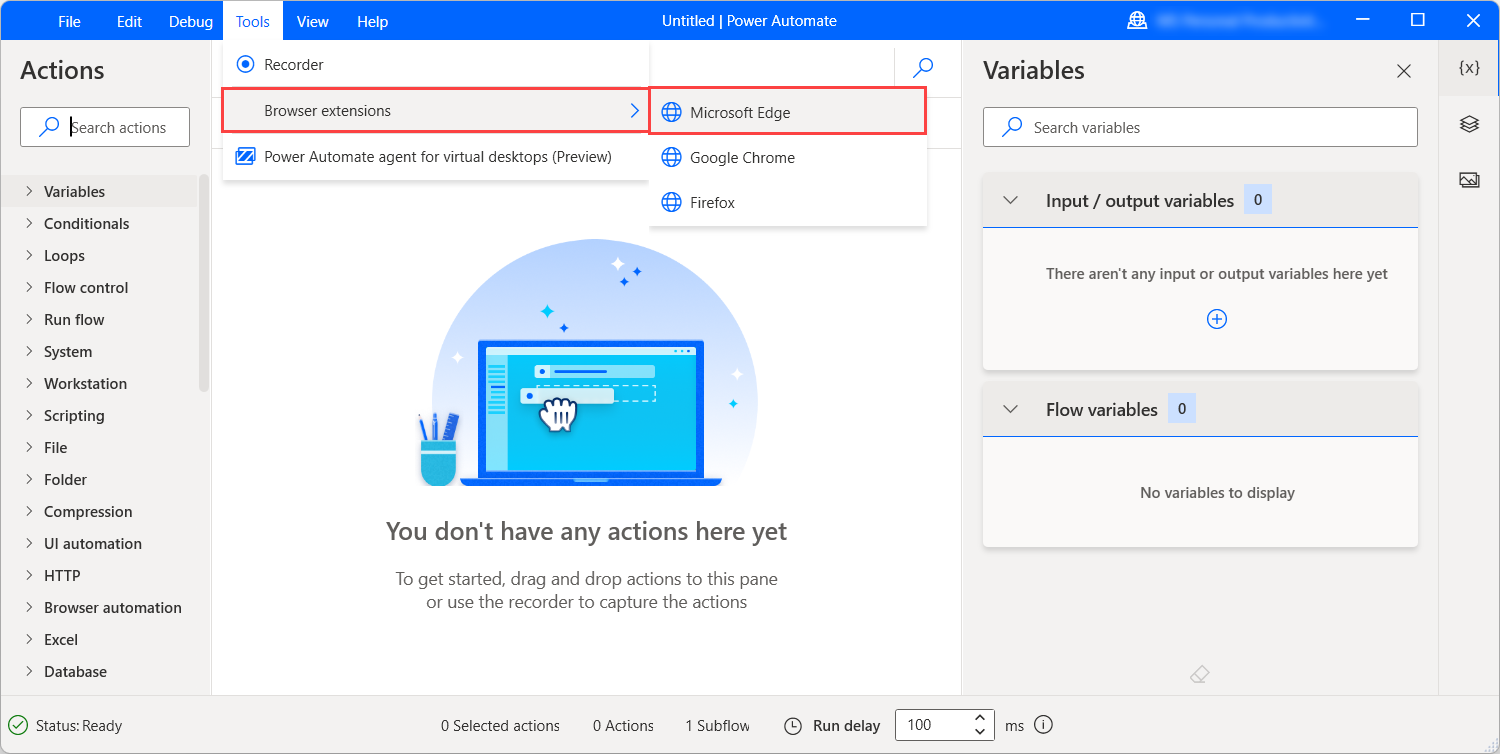 File Edit Debug Tools View Help Untitled | Power Automate
Actions
Search actions
Variables
Conditionals
Loops
Flow control
Run flow
System
Workstation
Scripting
File
Folder
Compression
UI automation
HTTP
Browser automation
Excel
Database
Recorder
Browser extensions
Power Automate agent for virtual desktops (Preview)
Microsoft Edge
Google Chrome
Firefox
You don't have any actions here yet
To get started, drag and drop actions to this pane
or use the recorder to capture the actions
Variables
{x}
Search variables
Input / output variables 0
There aren't any input or output variables here yet
Flow variables 0
No variables to display
Status: Ready 0 Selected actions 0 Actions 1 Subflow Run delay 100 ms